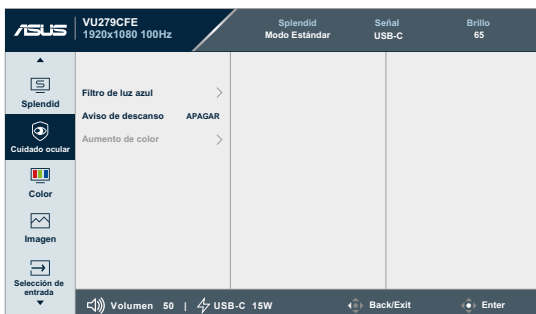 ASUS
VU279CFE
1920x1080 100Hz
Splendid
Modo Estándar
Señal
USB-C
Brillo
65
Splendid
Cuidado ocular
Color
Imagen
Selección de
entrada
Filtro de luz azul
Aviso de descanso APAGAR
Aumento de color
Volumen 50 | USB-C 15W
Back/Exit
Enter